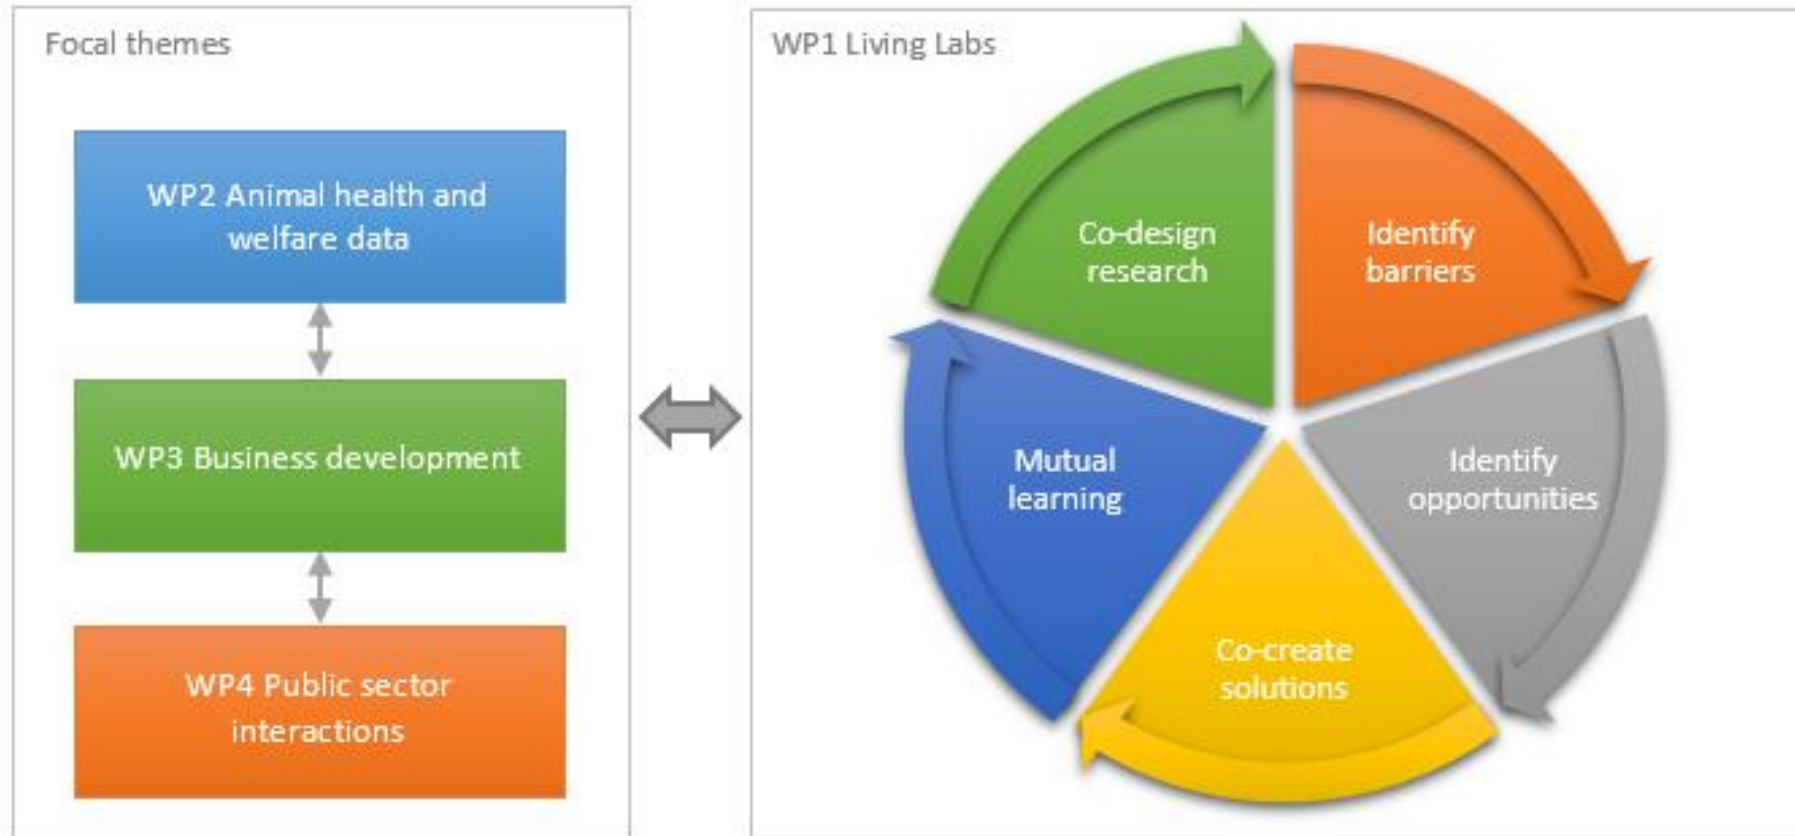 Focal themes
WP2 Animal health and
welfare data
WP3 Business development
WP4 Public sector
interactions
WP1 Living Labs
Co-design
research
Identify
barriers
Mutual
learning
Identify
opportunities
Co-create
solutions